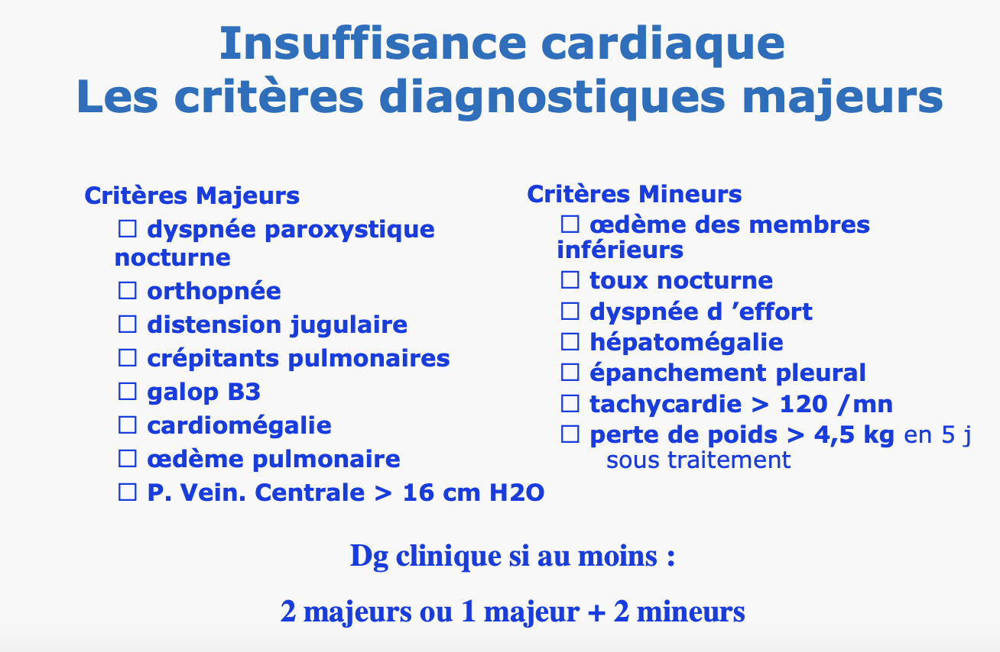 Insuffisance cardiaque
Les critères diagnostiques majeurs
Critères Majeurs
☐ dyspnée paroxystique
nocturne
☐ orthopnée
☐ distension jugulaire
☐ crépitants pulmonaires
☐ galop B3
☐ cardiomégalie
☐ œdème pulmonaire
☐ P. Vein. Centrale > 16 cm H2O
Critères Mineurs
☐ œdème des membres
inférieurs
☐ toux nocturne
☐ dyspnée d ’effort
☐ hépatomégalie
☐ épanchement pleural
☐ tachycardie > 120 /mn
☐ perte de poids > 4,5 kg en 5 j
sous traitement
Dg clinique si au moins :
2 majeurs ou 1 majeur + 2 mineurs